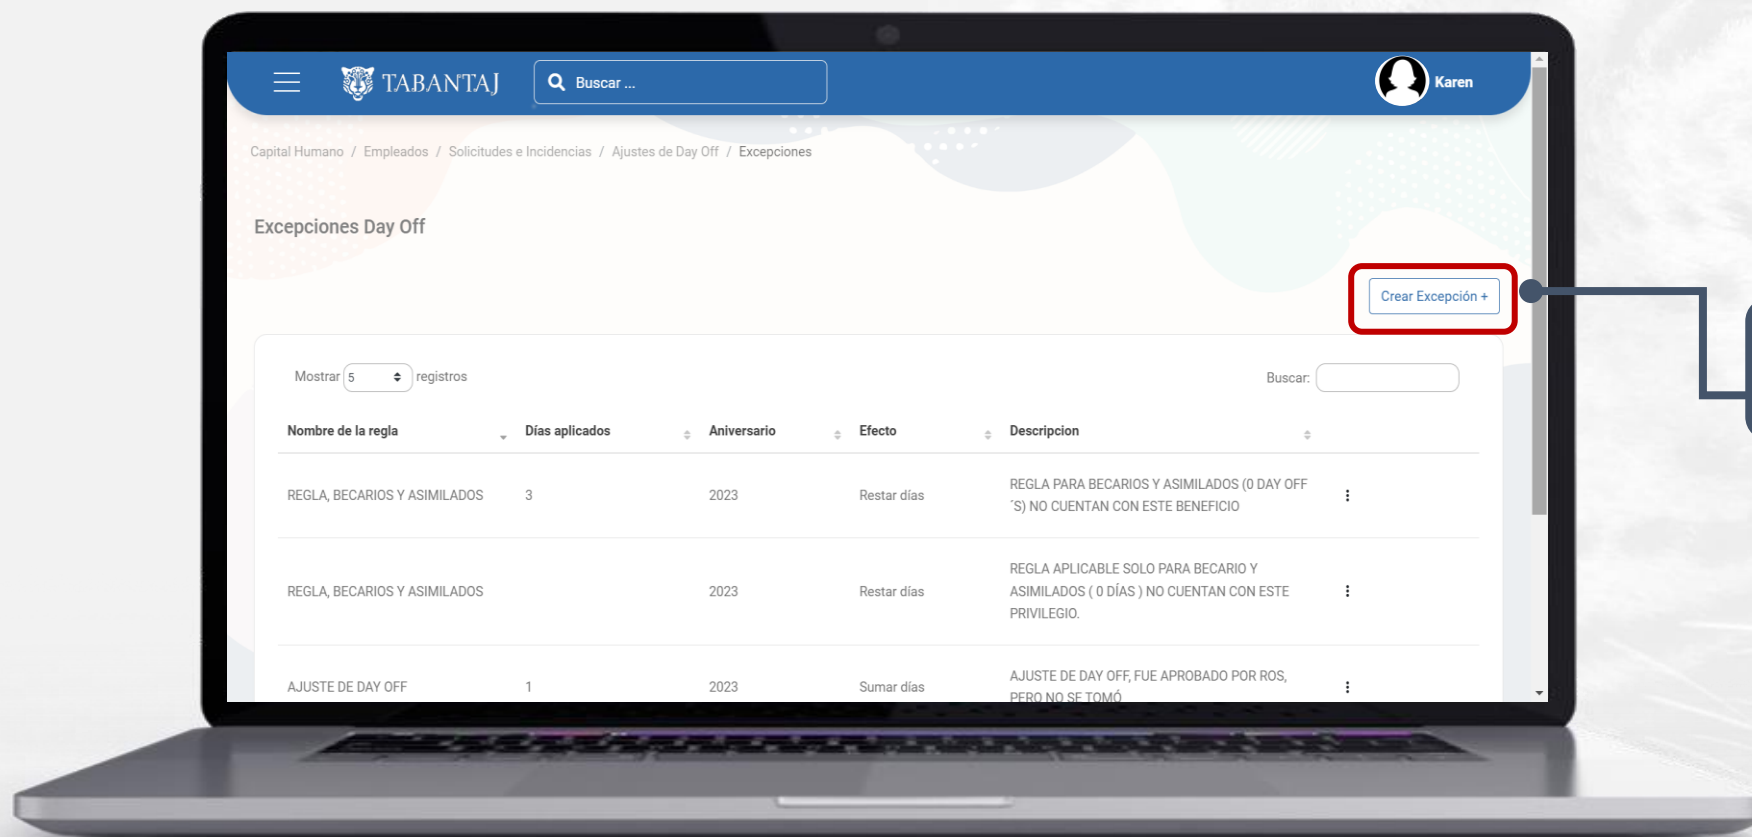 TABANTAJ
Buscar ...
Karen
Capital Humano / Empleados / Solicitudes e Incidencias / Ajustes de Day Off / Excepciones
Excepciones Day Off
Crear Excepción +
Mostrar 5 registros
Buscar:
Nombre de la regla Días aplicados Aniversario Efecto Descripcion
REGLA, BECARIOS Y ASIMILADOS 3 2023 Restar días REGLA PARA BECARIOS Y ASIMILADOS (0 DAY OFF
´S) NO CUENTAN CON ESTE BENEFICIO
REGLA, BECARIOS Y ASIMILADOS 2023 Restar días REGLA APLICABLE SOLO PARA BECARIO Y
ASIMILADOS ( 0 DÍAS ) NO CUENTAN CON ESTE
PRIVILEGIO.
AJUSTE DE DAY OFF 1 2023 Sumar días AJUSTE DE DAY OFF, FUE APROBADO POR ROS,
PERO NO SE TOMÓ